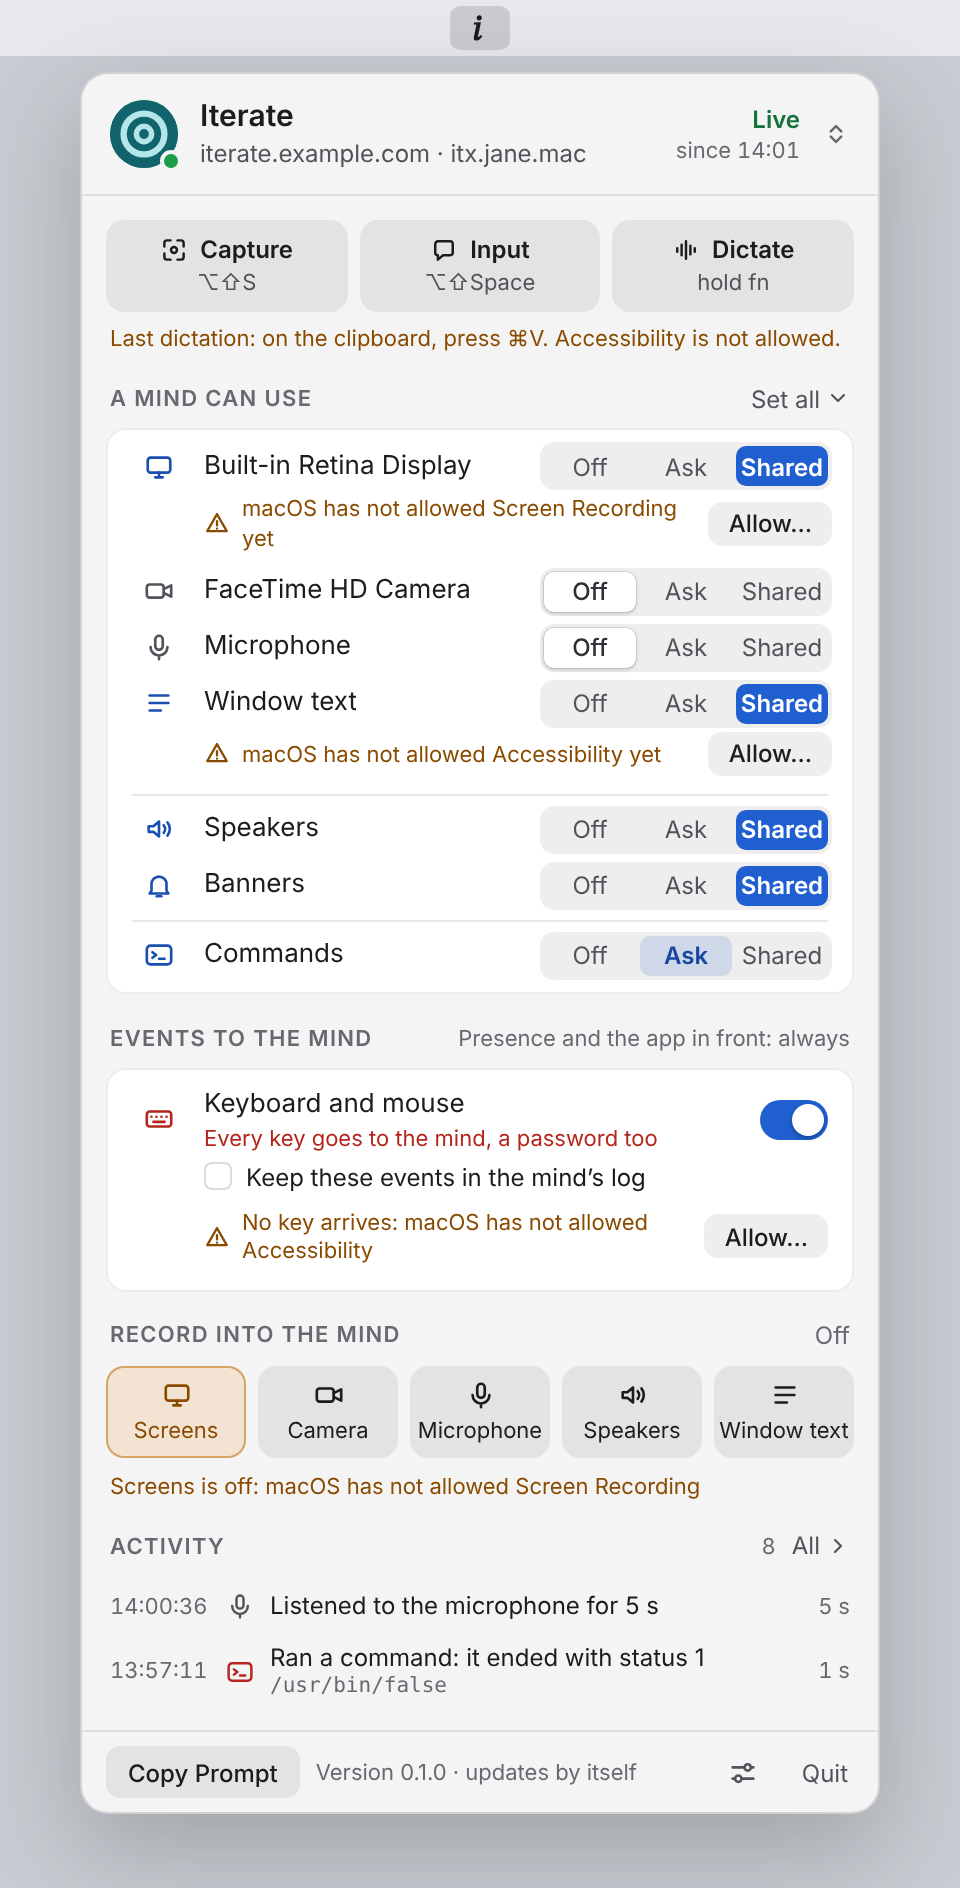 i
Iterate
iterate.example.com · itx.jane.mac
Live
since 14:01
Capture
⌥⇧S
Input
⌥⇧Space
Dictate
hold fn
Last dictation: on the clipboard, press ⌘V. Accessibility is not allowed.
A MIND CAN USE
Set all
Built-in Retina Display
Off Ask Shared
macOS has not allowed Screen Recording
yet
Allow...
FaceTime HD Camera
Off Ask Shared
Microphone
Off Ask Shared
Window text
Off Ask Shared
macOS has not allowed Accessibility yet
Allow...
Speakers
Off Ask Shared
Banners
Off Ask Shared
Commands
Off Ask Shared
EVENTS TO THE MIND
Presence and the app in front: always
Keyboard and mouse
Every key goes to the mind, a password too
Keep these events in the mind’s log
No key arrives: macOS has not allowed
Accessibility
Allow...
RECORD INTO THE MIND
Off
Screens
Camera
Microphone
Speakers
Window text
Screens is off: macOS has not allowed Screen Recording
ACTIVITY
8 All
14:00:36 Listened to the microphone for 5 s 5 s
13:57:11 Ran a command: it ended with status 1 1 s
/usr/bin/false
Copy Prompt
Version 0.1.0 · updates by itself
Quit